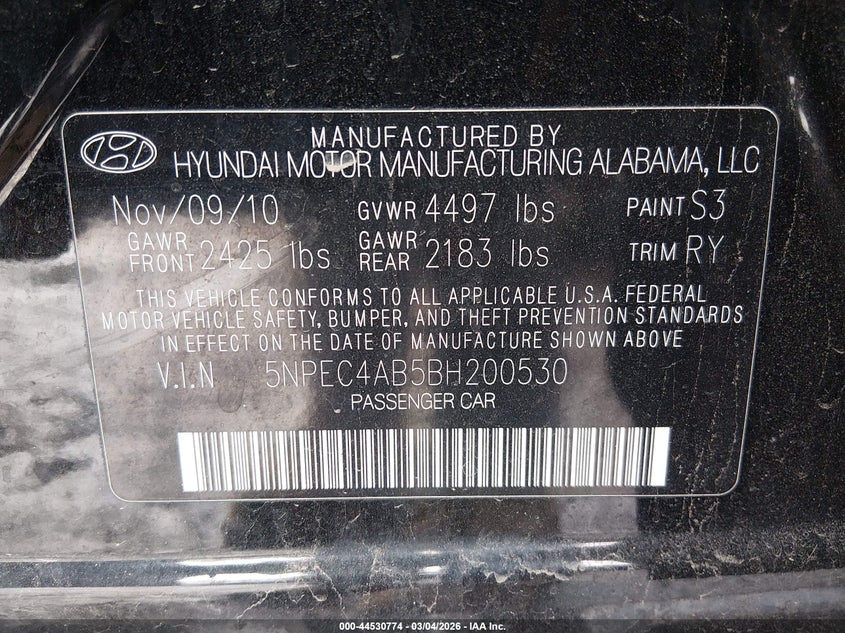 MANUFACTURED BY
HYUNDAI MOTOR MANUFACTURING ALABAMA, LLC
Nov/09/10 GVWR 4497 lbs PAINT S3
GAWR FRONT 2425 lbs GAWR REAR 2183 lbs TRIM RY
THIS VEHICLE CONFORMS TO ALL APPLICABLE U.S.A. FEDERAL
MOTOR VEHICLE SAFETY, BUMPER, AND THEFT PREVENTION STANDARDS
IN EFFECT ON THE DATE OF MANUFACTURE SHOWN ABOVE
V.I.N 5NPEC4AB5BH200530
PASSENGER CAR
000-44530774 - 03/04/2026 - IAA Inc.